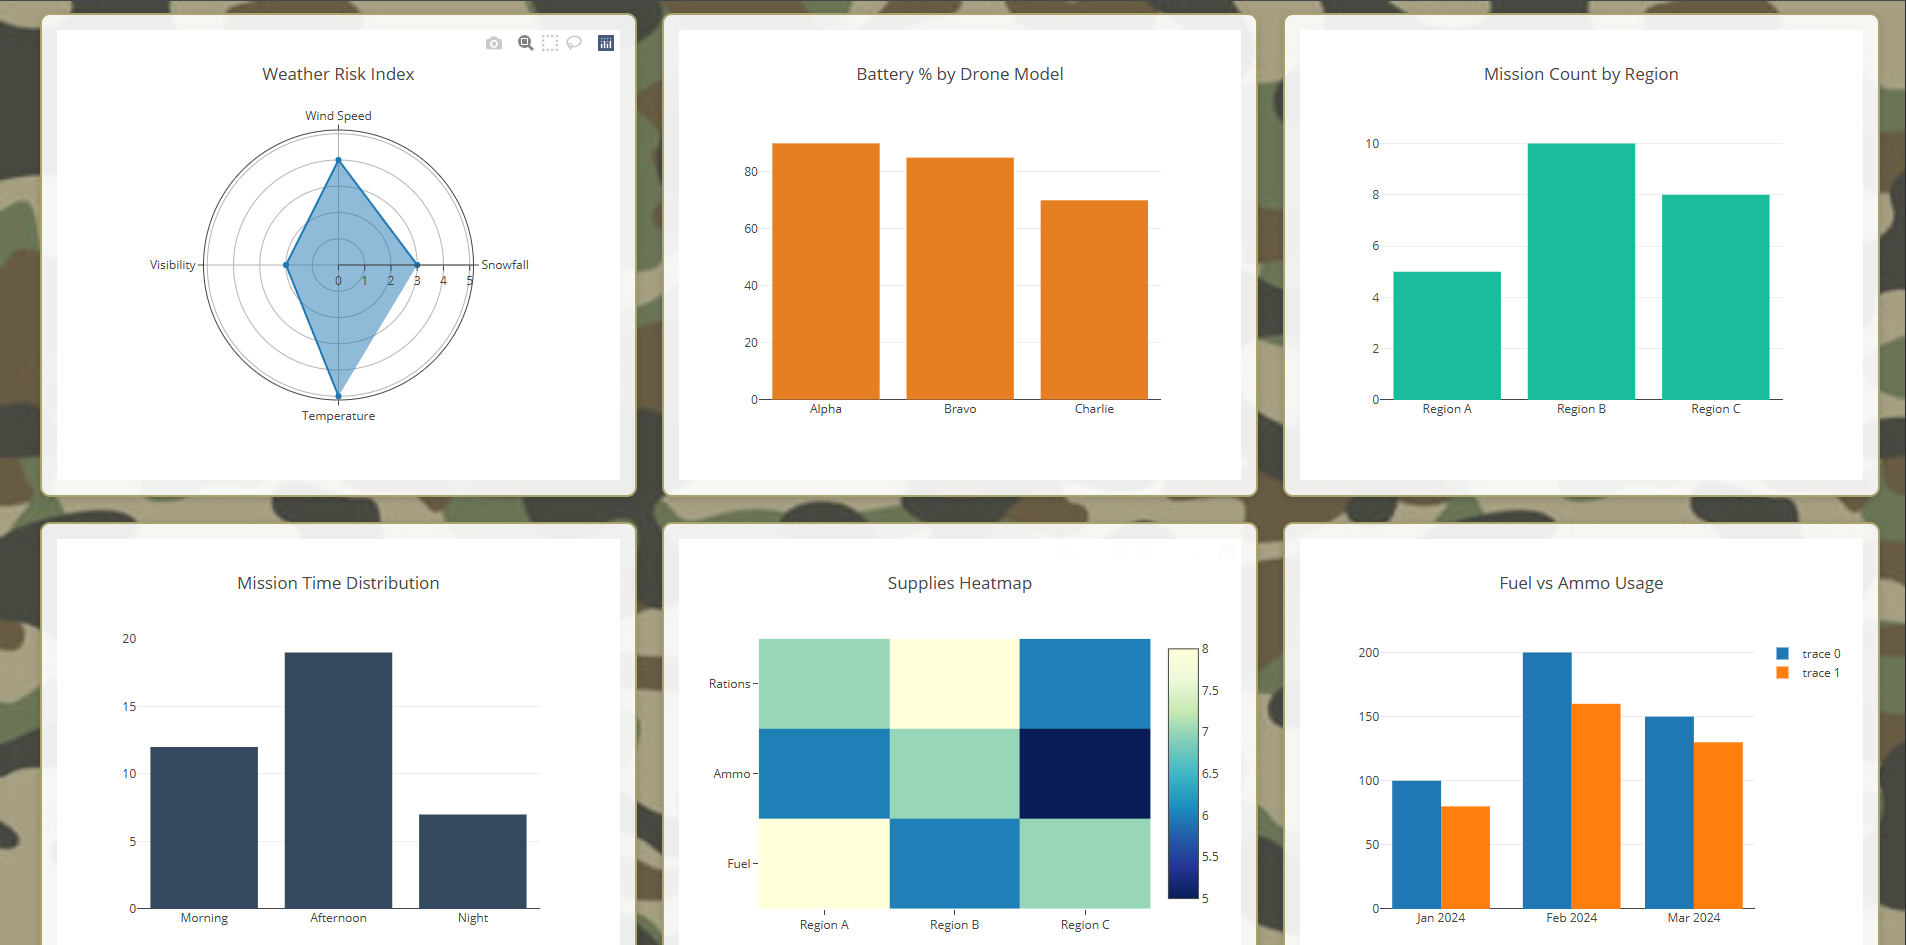 Weather Risk Index
Wind Speed
Visibility
Snowfall
0 1 2 3 4 5
Temperature
Battery % by Drone Model
80
60
40
20
0
Alpha Bravo Charlie
Mission Count by Region
10
8
6
4
2
0
Region A Region B Region C
Mission Time Distribution
20
15
10
5
0
Morning Afternoon Night
Supplies Heatmap
Rations
Ammo
Fuel
Region A Region B Region C
8
7.5
7
6.5
6
5.5
5
Fuel vs Ammo Usage
200
150
100
50
0
Jan 2024 Feb 2024 Mar 2024
trace 0
trace 1